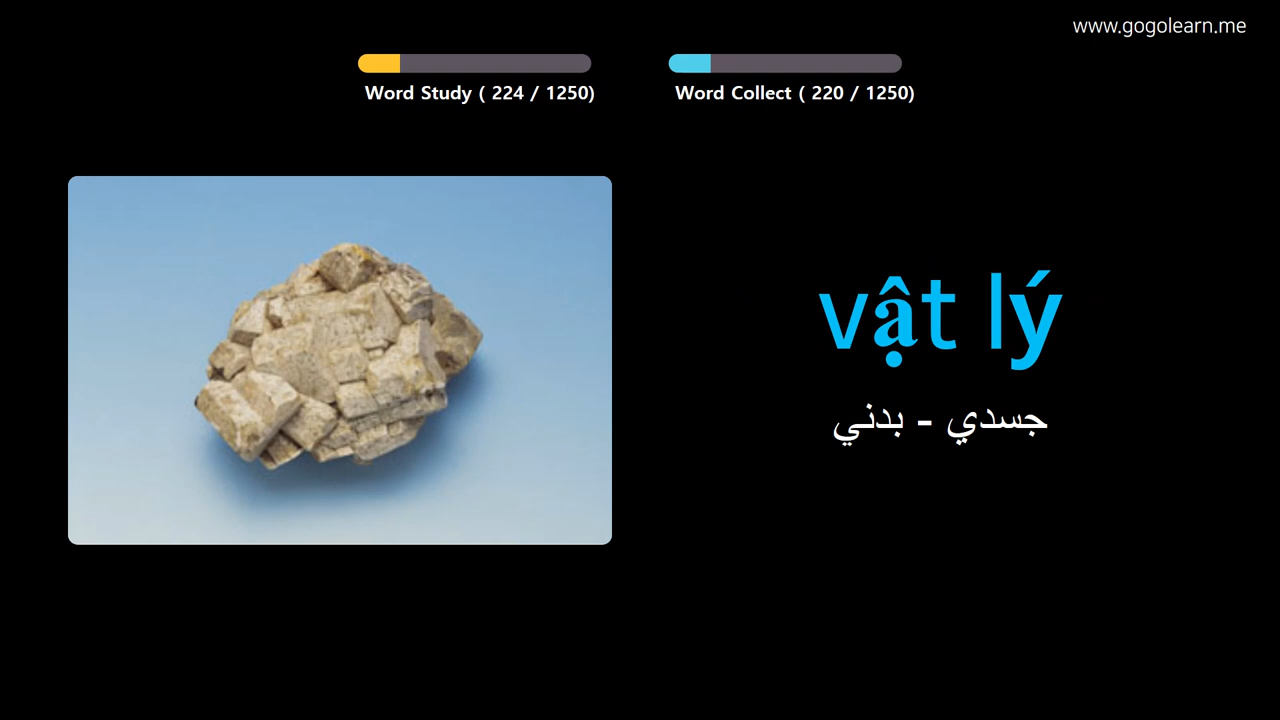 www.gogolearn.me
Word Study ( 224 / 1250)
Word Collect ( 220 / 1250)
vật lý
جسدي - بدني